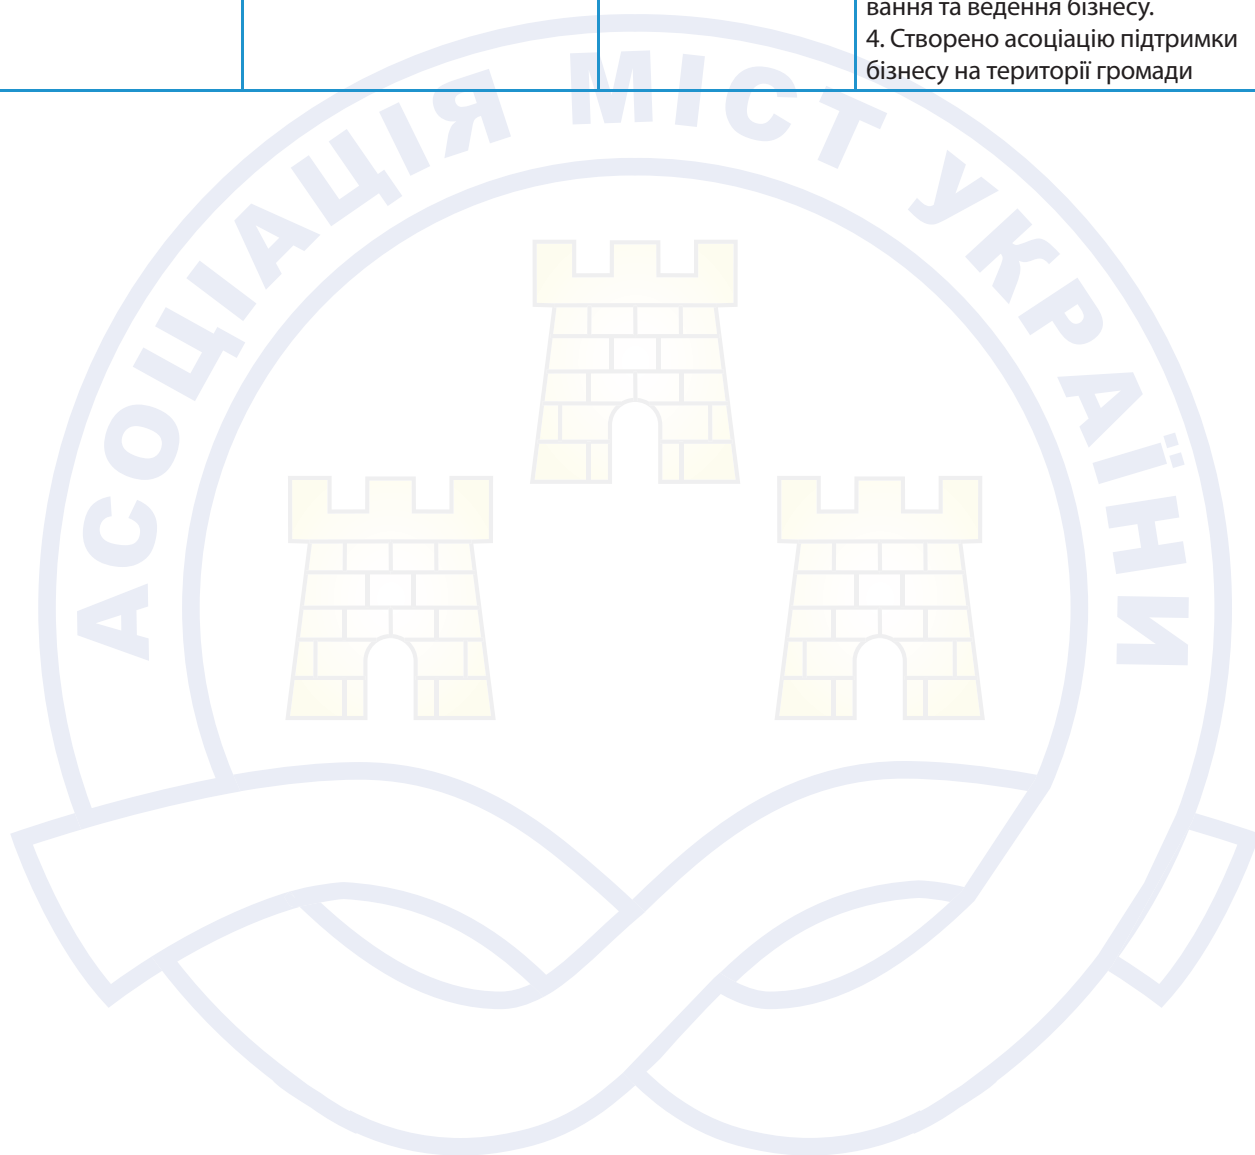 вання та ведення бізнесу.
4. Створено асоціацію підтримки
бізнесу на території громади
АСОЦІАЦІЯ МІСТ УКРАЇНИ